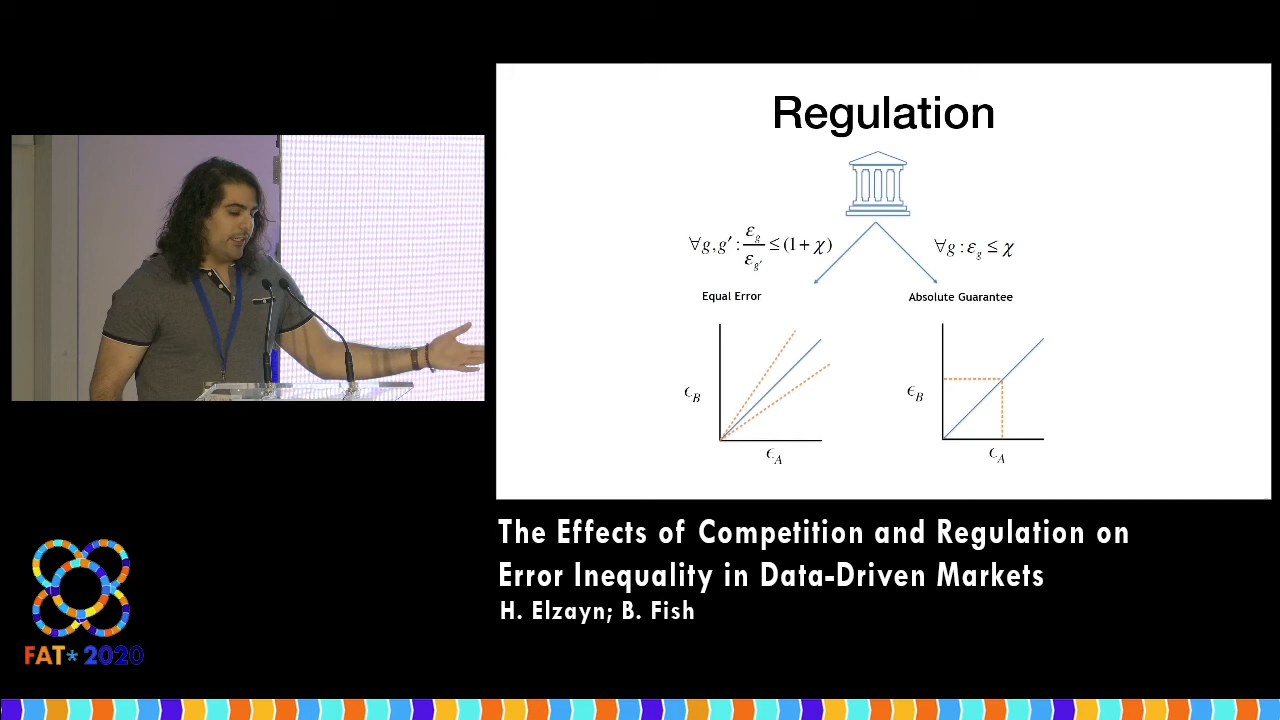 Regulation
∀g, g′ : ε_g / ε_g′ ≤ (1 + χ)
∀g : ε_g ≤ χ
Equal Error
Absolute Guarantee
ϵ_B
ϵ_A
ϵ_B
ϵ_A
The Effects of Competition and Regulation on
Error Inequality in Data-Driven Markets
H. Elzayn; B. Fish
FAT* 2020